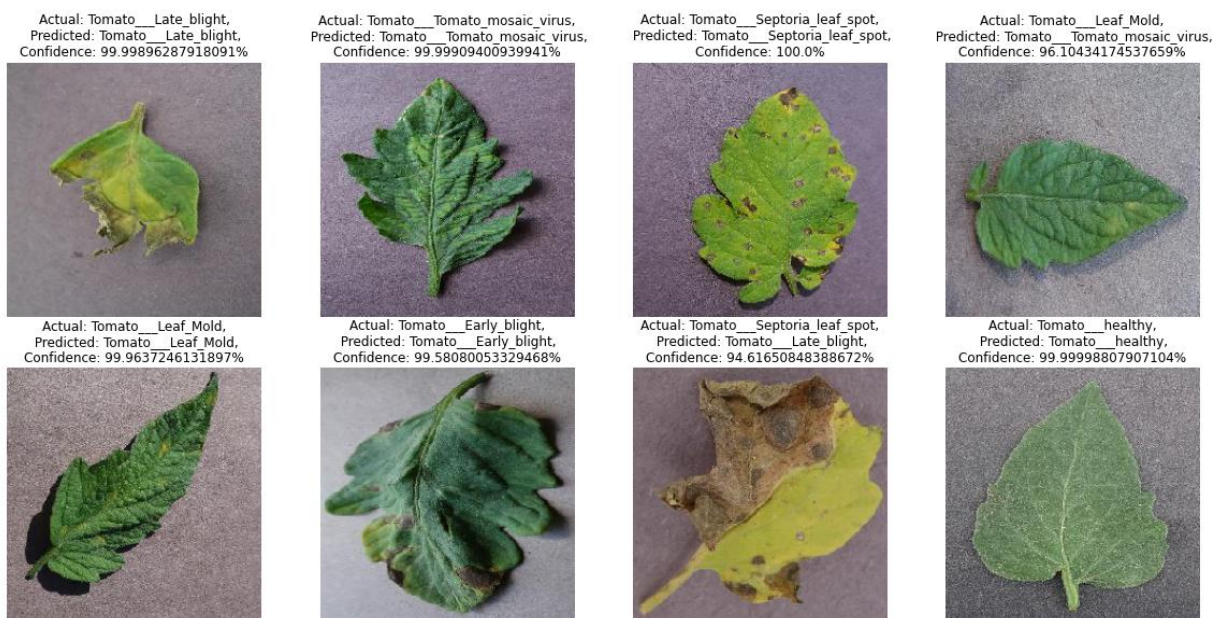 Actual: Tomato___Late_blight,
Predicted: Tomato___Late_blight,
Confidence: 99.99896287918091%
Actual: Tomato___Tomato_mosaic_virus,
Predicted: Tomato___Tomato_mosaic_virus,
Confidence: 99.99909400939941%
Actual: Tomato___Septoria_leaf_spot,
Predicted: Tomato___Septoria_leaf_spot,
Confidence: 100.0%
Actual: Tomato___Leaf_Mold,
Predicted: Tomato___Tomato_mosaic_virus,
Confidence: 96.10434174537659%
Actual: Tomato___Leaf_Mold,
Predicted: Tomato___Leaf_Mold,
Confidence: 99.9637246131897%
Actual: Tomato___Early_blight,
Predicted: Tomato___Early_blight,
Confidence: 99.58080053329468%
Actual: Tomato___Septoria_leaf_spot,
Predicted: Tomato___Late_blight,
Confidence: 94.61650848388672%
Actual: Tomato___healthy,
Predicted: Tomato___healthy,
Confidence: 99.99998807907104%